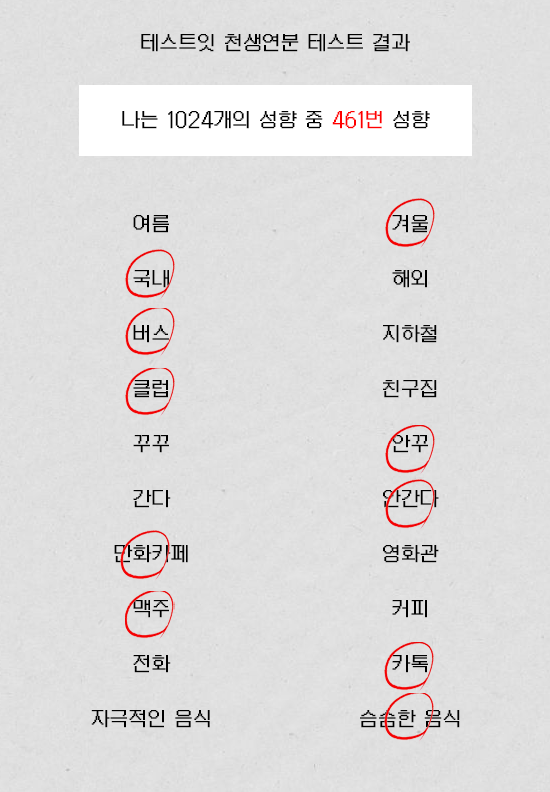 테스트잇 천생연분 테스트 결과
나는 1024개의 성향 중 461번 성향
여름 겨울
국내 해외
버스 지하철
클럽 친구집
꾸꾸 안꾸
간다 안간다
만화카페 영화관
맥주 커피
전화 카톡
자극적인 음식 슴슴한 음식